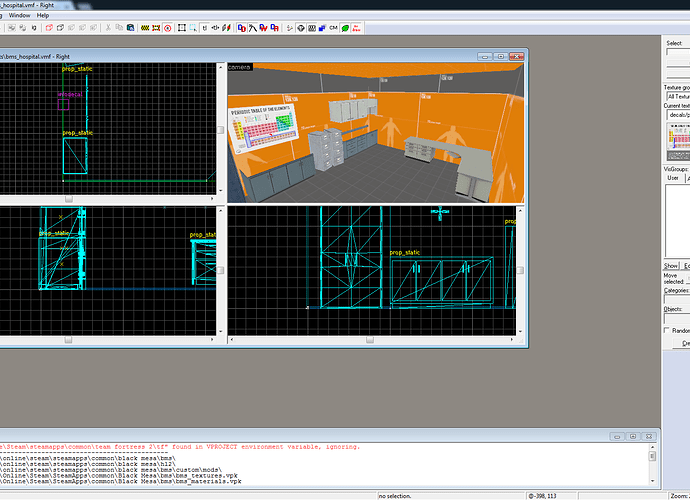 s_hospital.vmf - Right
g Window Help
ig
CM
s\bms_hospital.vmf - Right
Select:
prop_static
infodecal
prop_static
camera
PERIODIC TABLE OF THE ELEMENTS
Texture gro
All Textur
Current text
decals/p
VisGroups:
User
prop_static
prop_stat
prop_static
prop
Show
Ed
Move
selected:
Categories:
Objects:
Random
Cre
e\Steam\steamapps\common\team fortress 2\tf" found in VPROJECT environment variable, ignoring.
\online\steam\steamapps\common\black mesa\bms\
\online\steam\steamapps\common\black mesa\hl2\
\online\steam\steamapps\common\black mesa\bms\custom\mods\
\online\Steam\SteamApps\common\Black Mesa\bms\bms_textures.vpk
\online\Steam\SteamApps\common\Black Mesa\bms\bms_materials.vpk
no selection.
@-398, 113
Zoom: